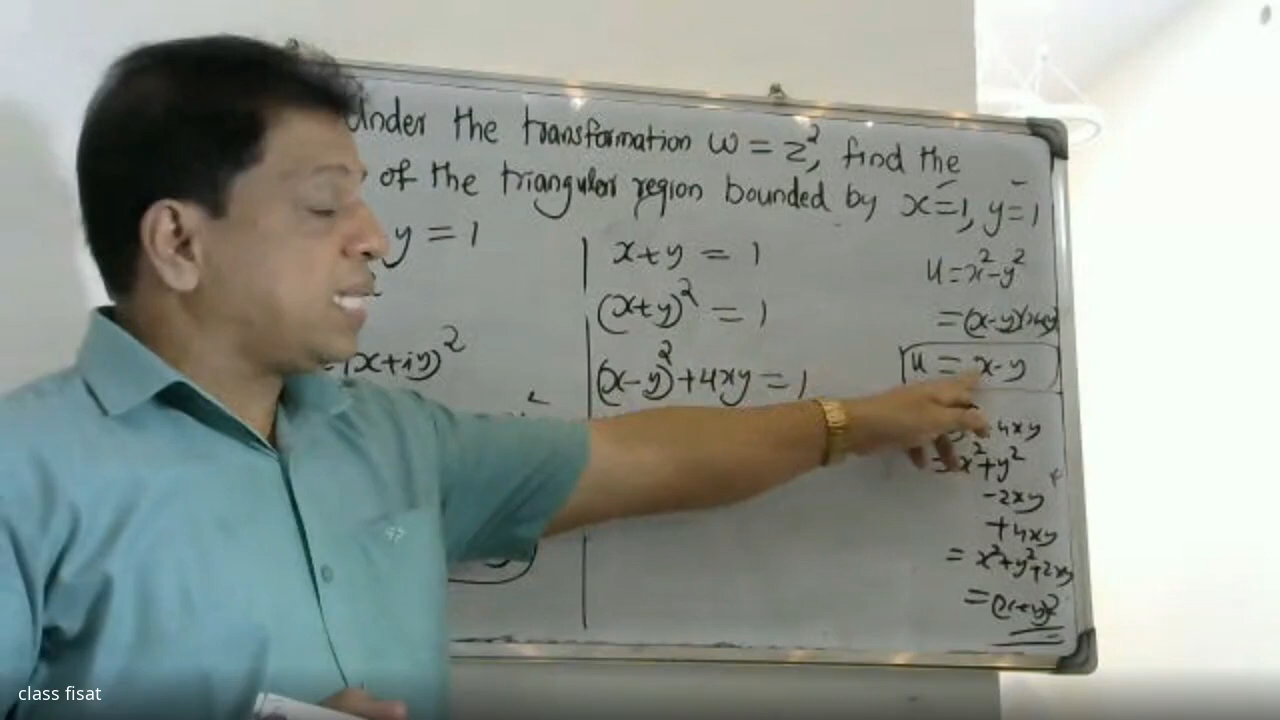 Under the transformation w = z², find the
of the triangular region bounded by x=1, y=1
y = 1
(x+iy)²
x+y = 1
(x+y)² = 1
(x-y)²+4xy = 1
u = x²-y²
=(x-y)(x+y)
u = x-y
4xy
= x²+y²
-2xy
+4xy
= x²+y²+2xy
=(x+y)²
class fisat